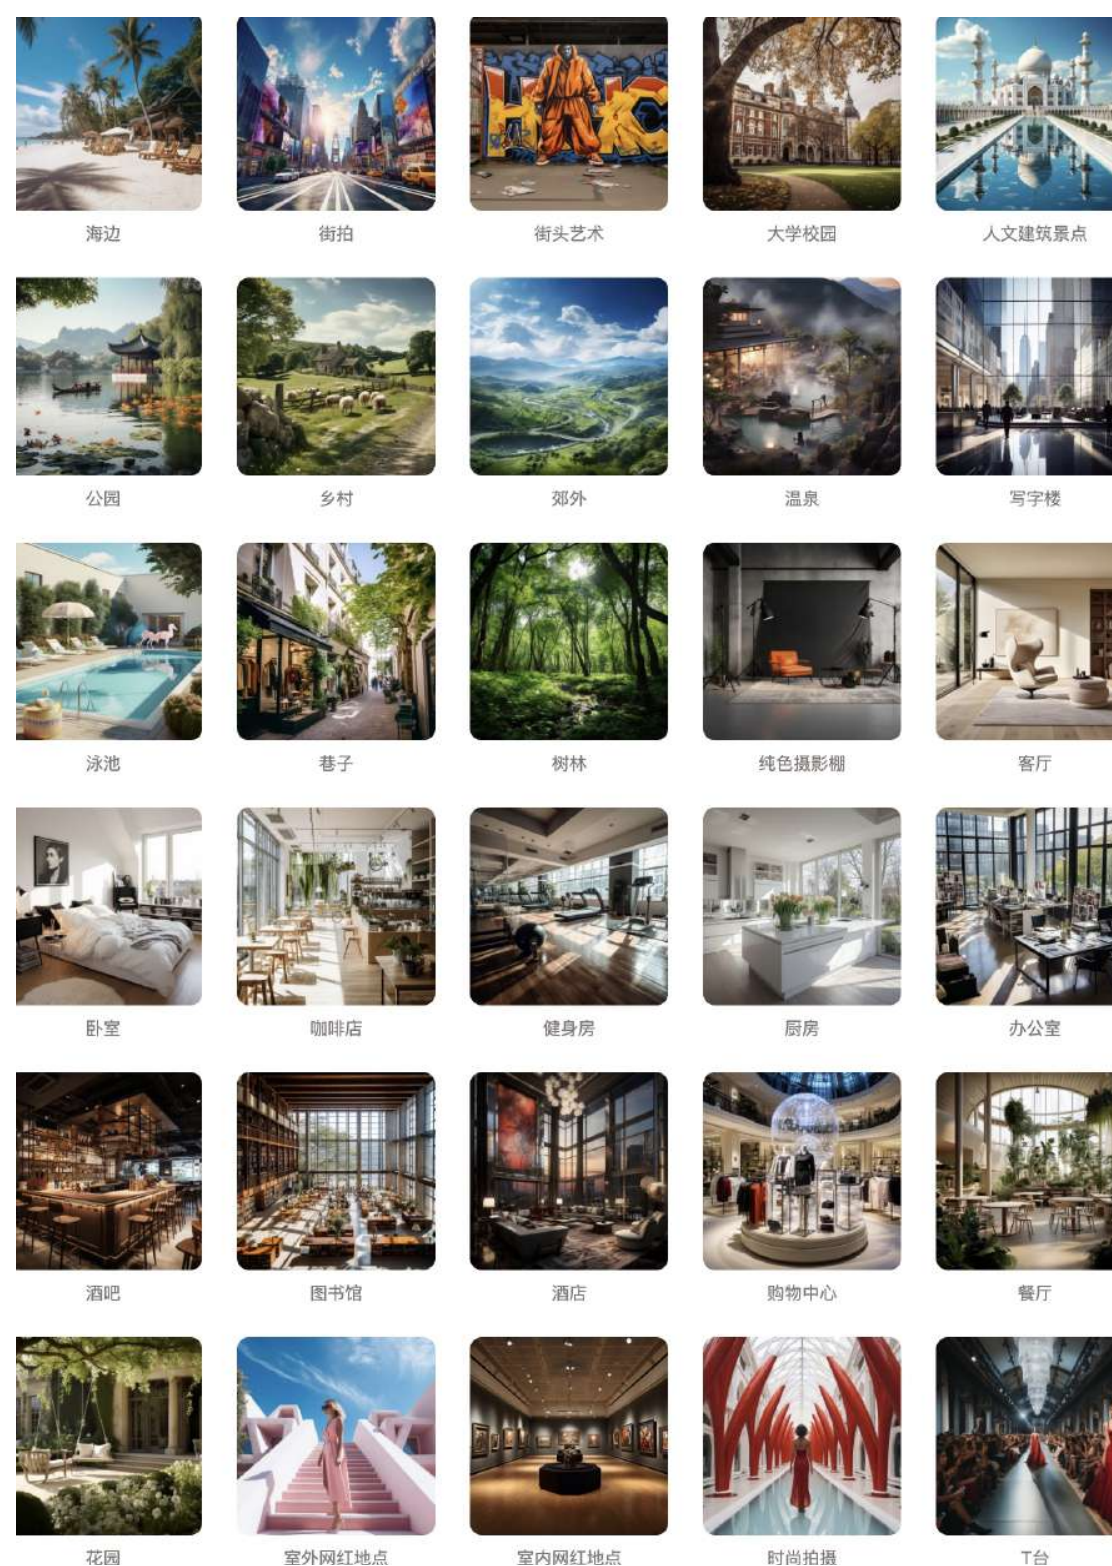 海边
街拍
街头艺术
大学校园
人文建筑景点
公园
乡村
郊外
温泉
写字楼
泳池
巷子
树林
纯色摄影棚
客厅
卧室
咖啡店
健身房
厨房
办公室
酒吧
图书馆
酒店
购物中心
餐厅
花园
室外网红地点
室内网红地点
时尚拍摄
T台